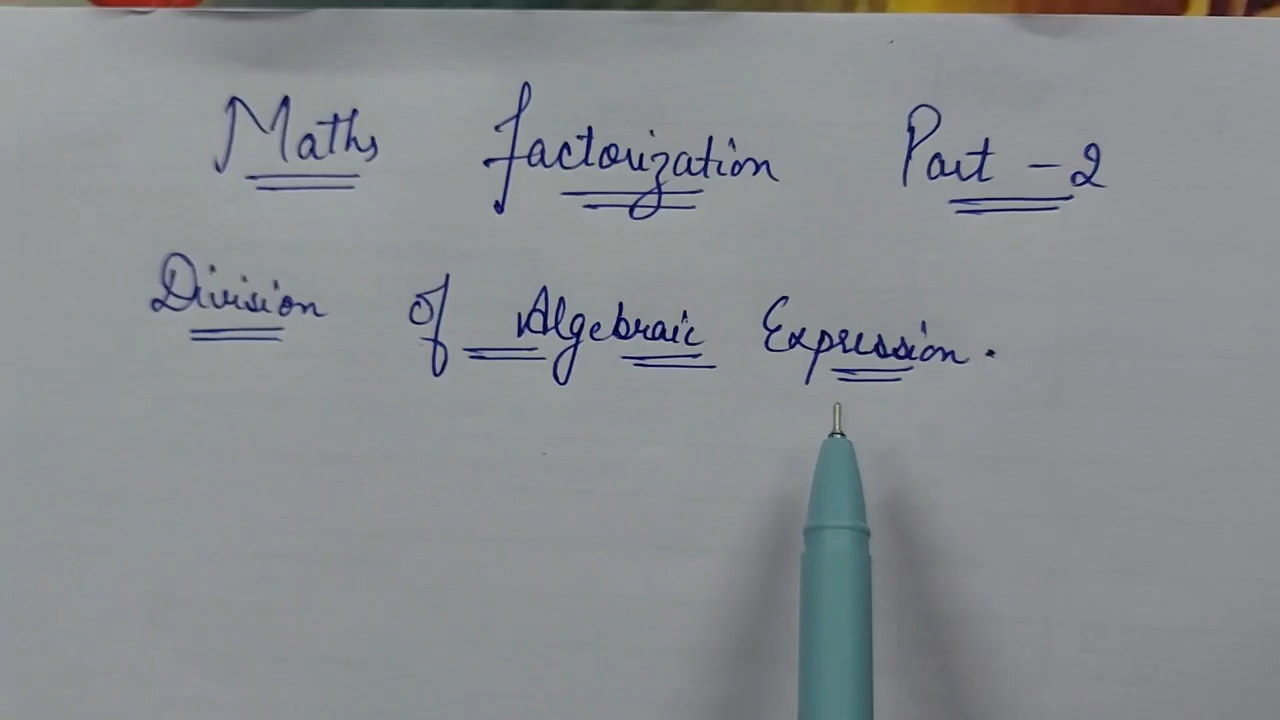 Maths Factorization Part - 2
Division of Algebraic Expression.